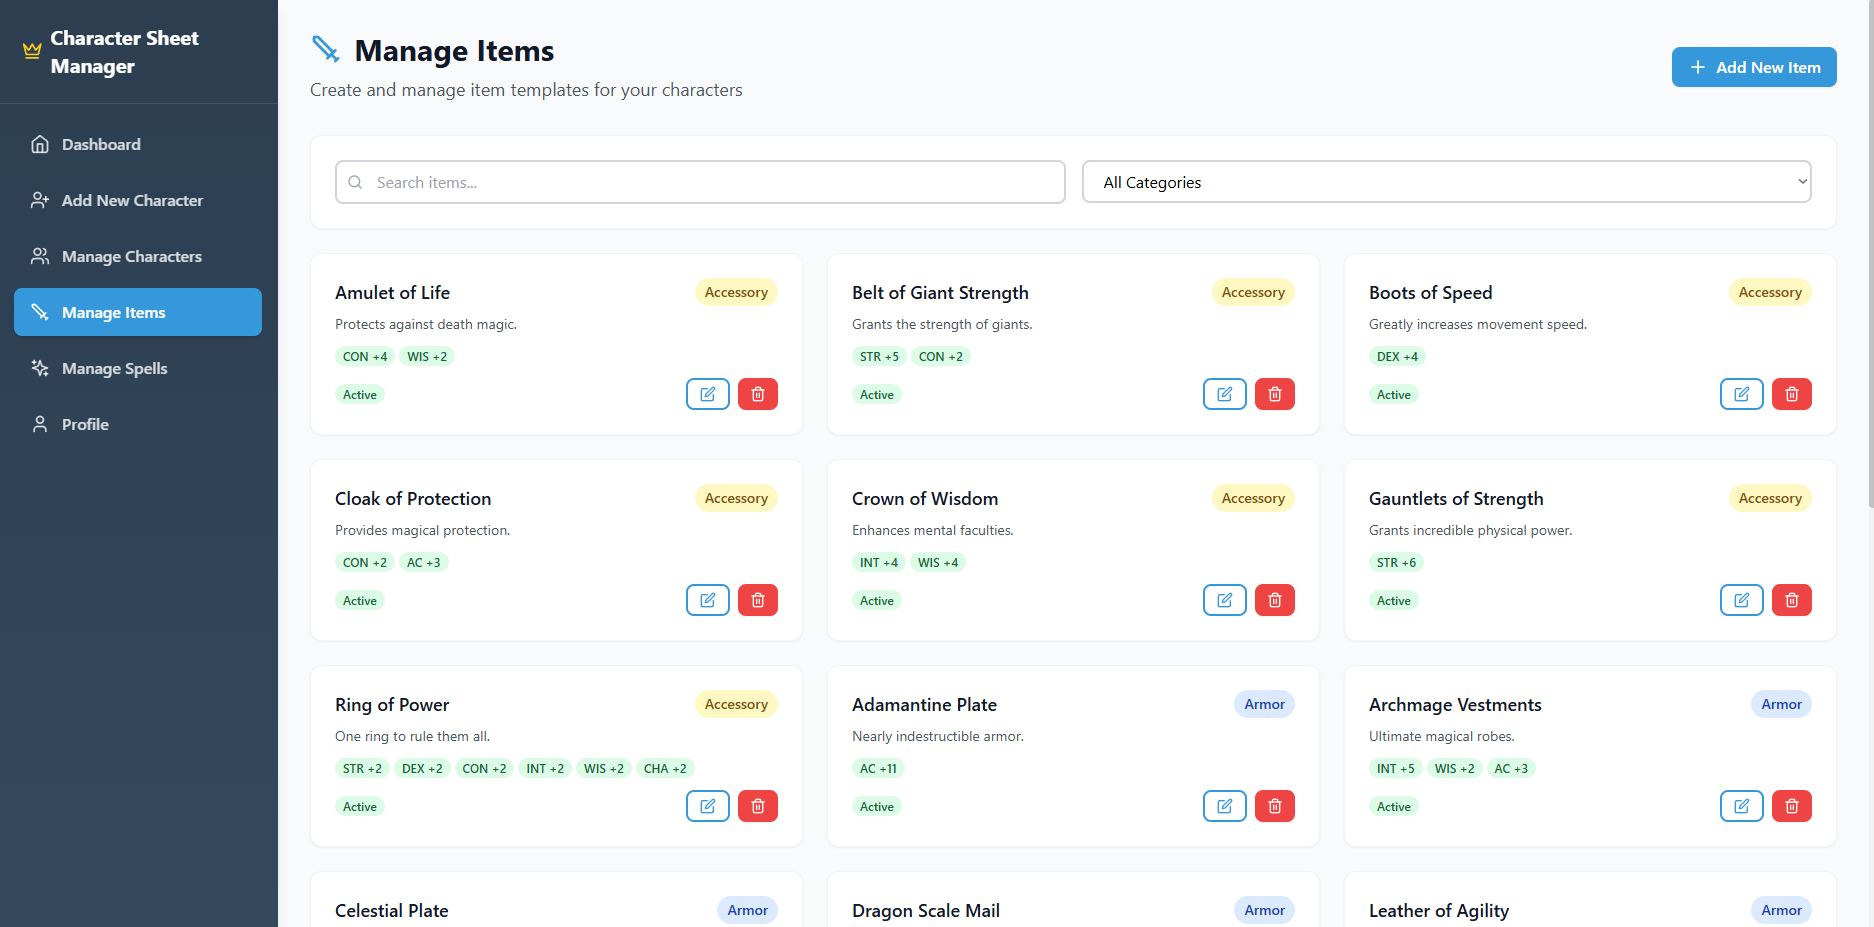 Character Sheet
Manager
Dashboard
Add New Character
Manage Characters
Manage Items
Manage Spells
Profile
Manage Items
Create and manage item templates for your characters
Add New Item
Search items...
All Categories
Amulet of Life
Accessory
Protects against death magic.
CON +4 WIS +2
Active
Belt of Giant Strength
Accessory
Grants the strength of giants.
STR +5 CON +2
Active
Boots of Speed
Accessory
Greatly increases movement speed.
DEX +4
Active
Cloak of Protection
Accessory
Provides magical protection.
CON +2 AC +3
Active
Crown of Wisdom
Accessory
Enhances mental faculties.
INT +4 WIS +4
Active
Gauntlets of Strength
Accessory
Grants incredible physical power.
STR +6
Active
Ring of Power
Accessory
One ring to rule them all.
STR +2 DEX +2 CON +2 INT +2 WIS +2 CHA +2
Active
Adamantine Plate
Armor
Nearly indestructible armor.
AC +11
Active
Archmage Vestments
Armor
Ultimate magical robes.
INT +5 WIS +2 AC +3
Active
Celestial Plate
Armor
Dragon Scale Mail
Armor
Leather of Agility
Armor